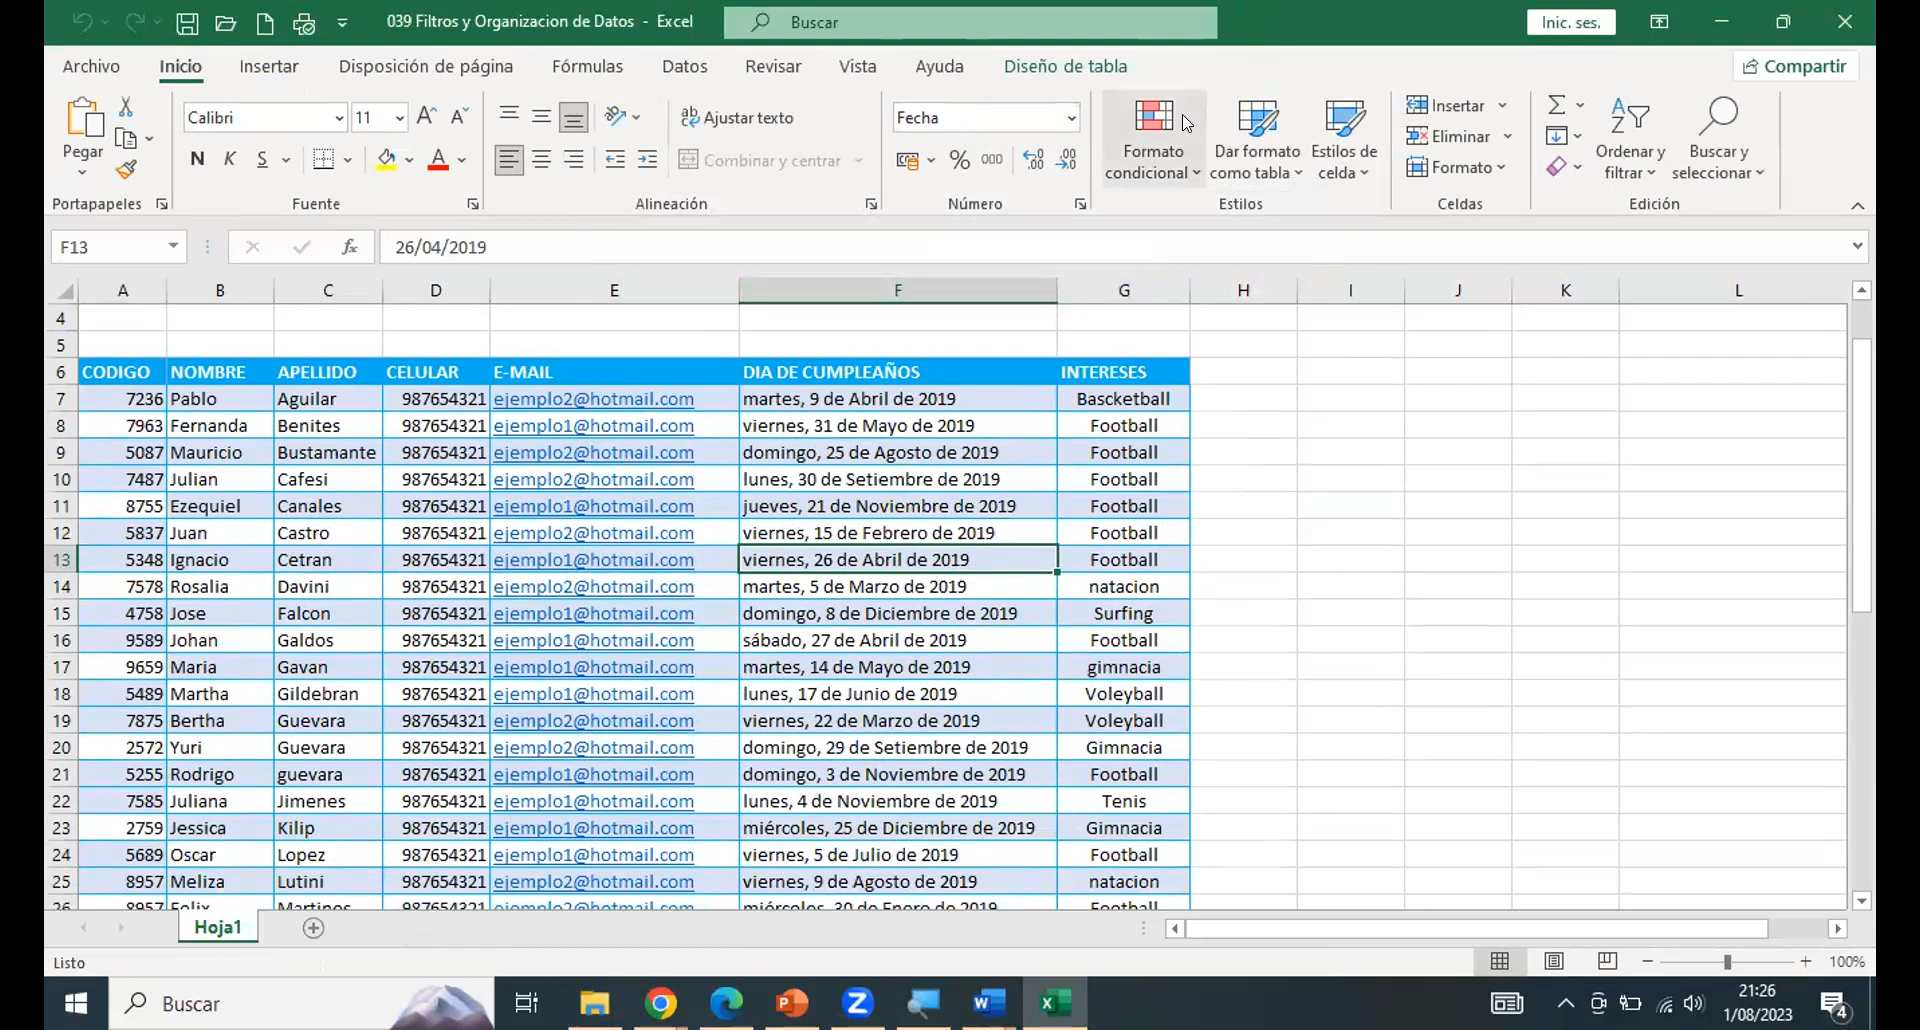 039 Filtros y Organizacion de Datos - Excel
Buscar
Inic. ses.
Archivo Inicio Insertar Disposición de página Fórmulas Datos Revisar Vista Ayuda Diseño de tabla
Compartir
Pegar
Portapapeles
Calibri 11
N K S
Fuente
Ajustar texto
Combinar y centrar
Alineación
Fecha
% 000
Número
Formato condicional
Dar formato como tabla
Estilos de celda
Estilos
Insertar
Eliminar
Formato
Celdas
Ordenar y filtrar
Buscar y seleccionar
Edición
F13 fx 26/04/2019
A B C D E F G H I J K L
4
5
6 CODIGO NOMBRE APELLIDO CELULAR E-MAIL DIA DE CUMPLEAÑOS INTERESES
7 7236 Pablo Aguilar 987654321 ejemplo2@hotmail.com martes, 9 de Abril de 2019 Bascketball
8 7963 Fernanda Benites 987654321 ejemplo1@hotmail.com viernes, 31 de Mayo de 2019 Football
9 5087 Mauricio Bustamante 987654321 ejemplo2@hotmail.com domingo, 25 de Agosto de 2019 Football
10 7487 Julian Cafesi 987654321 ejemplo2@hotmail.com lunes, 30 de Setiembre de 2019 Football
11 8755 Ezequiel Canales 987654321 ejemplo1@hotmail.com jueves, 21 de Noviembre de 2019 Football
12 5837 Juan Castro 987654321 ejemplo2@hotmail.com viernes, 15 de Febrero de 2019 Football
13 5348 Ignacio Cetran 987654321 ejemplo1@hotmail.com viernes, 26 de Abril de 2019 Football
14 7578 Rosalia Davini 987654321 ejemplo2@hotmail.com martes, 5 de Marzo de 2019 natacion
15 4758 Jose Falcon 987654321 ejemplo1@hotmail.com domingo, 8 de Diciembre de 2019 Surfing
16 9589 Johan Galdos 987654321 ejemplo1@hotmail.com sábado, 27 de Abril de 2019 Football
17 9659 Maria Gavan 987654321 ejemplo1@hotmail.com martes, 14 de Mayo de 2019 gimnacia
18 5489 Martha Gildebran 987654321 ejemplo1@hotmail.com lunes, 17 de Junio de 2019 Voleyball
19 7875 Bertha Guevara 987654321 ejemplo2@hotmail.com viernes, 22 de Marzo de 2019 Voleyball
20 2572 Yuri Guevara 987654321 ejemplo2@hotmail.com domingo, 29 de Setiembre de 2019 Gimnacia
21 5255 Rodrigo guevara 987654321 ejemplo1@hotmail.com domingo, 3 de Noviembre de 2019 Football
22 7585 Juliana Jimenes 987654321 ejemplo1@hotmail.com lunes, 4 de Noviembre de 2019 Tenis
23 2759 Jessica Kilip 987654321 ejemplo1@hotmail.com miércoles, 25 de Diciembre de 2019 Gimnacia
24 5689 Oscar Lopez 987654321 ejemplo1@hotmail.com viernes, 5 de Julio de 2019 Football
25 8957 Meliza Lutini 987654321 ejemplo2@hotmail.com viernes, 9 de Agosto de 2019 natacion
26 8957 Felix Martinos 987654321 ejemplo2@hotmail.com miércoles, 30 de Enero de 2019 Football
Hoja1
Listo
100%
Buscar
21:26
1/08/2023
4